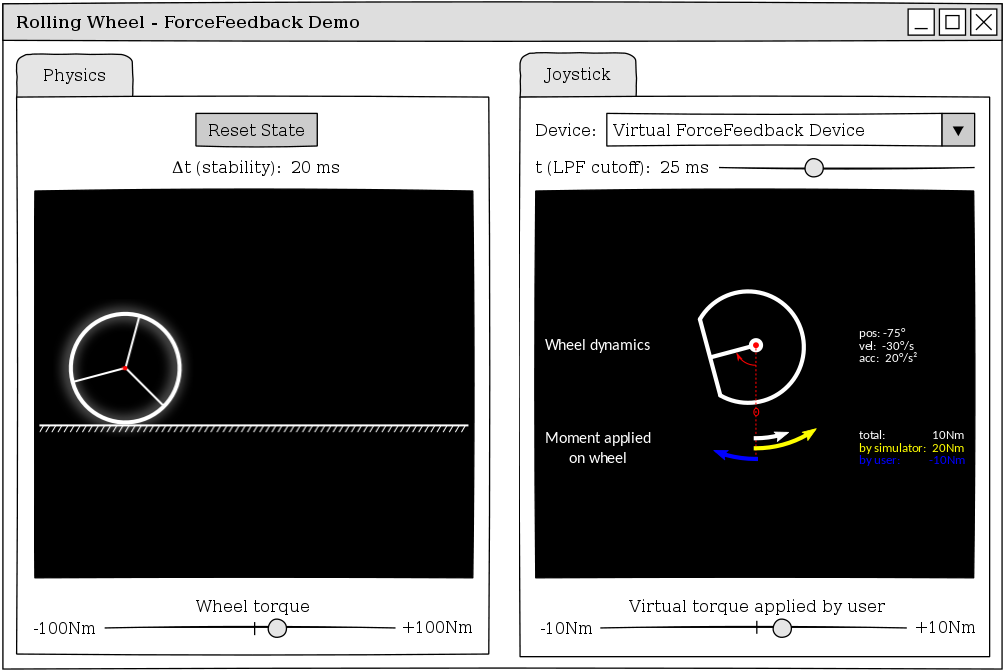 Rolling Wheel - ForceFeedback Demo
Physics
Reset State
Δt (stability): 20 ms
Wheel torque
-100Nm
+100Nm
Joystick
Device:
Virtual ForceFeedback Device
t (LPF cutoff): 25 ms
Wheel dynamics
pos: -75°
vel: -30°/s
acc: 20°/s²
0
Moment applied
on wheel
total: 10Nm
by simulator: 20Nm
by user: -10Nm
Virtual torque applied by user
-10Nm
+10Nm